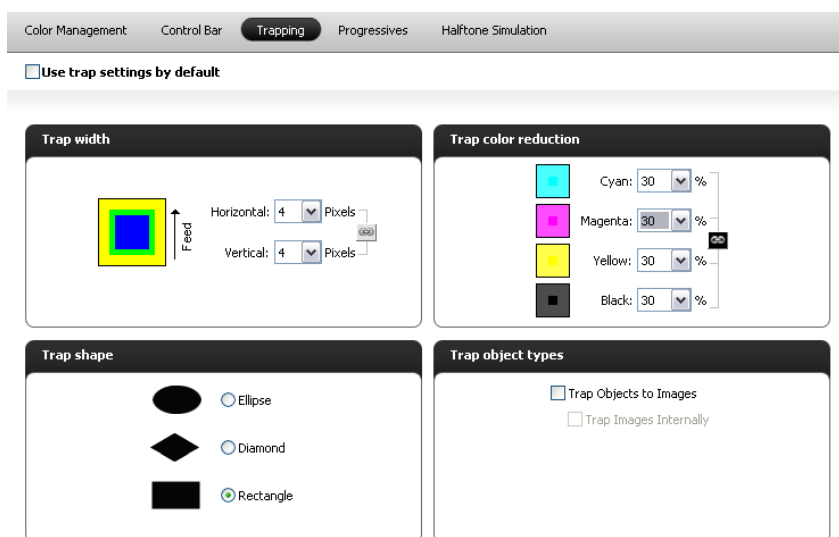 Color Management Control Bar Trapping Progressives Halftone Simulation
Use trap settings by default
Trap width
Feed
Horizontal: 4 Pixels
Vertical: 4 Pixels
Trap color reduction
Cyan: 30 %
Magenta: 30 %
Yellow: 30 %
Black: 30 %
Trap shape
Ellipse
Diamond
Rectangle
Trap object types
Trap Objects to Images
Trap Images Internally